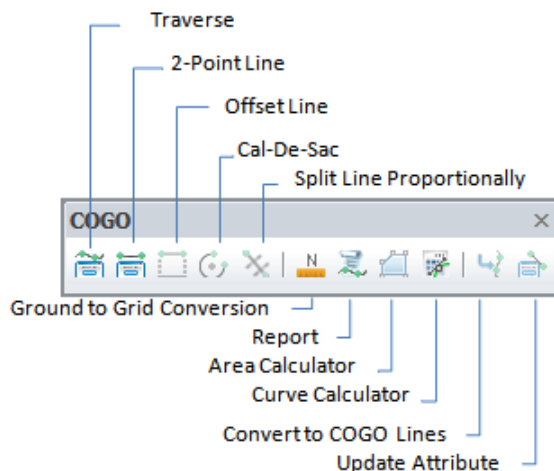 Traverse
2-Point Line
Offset Line
Cal-De-Sac
Split Line Proportionally
COGO
N
Ground to Grid Conversion
Report
Area Calculator
Curve Calculator
Convert to COGO Lines
Update Attribute